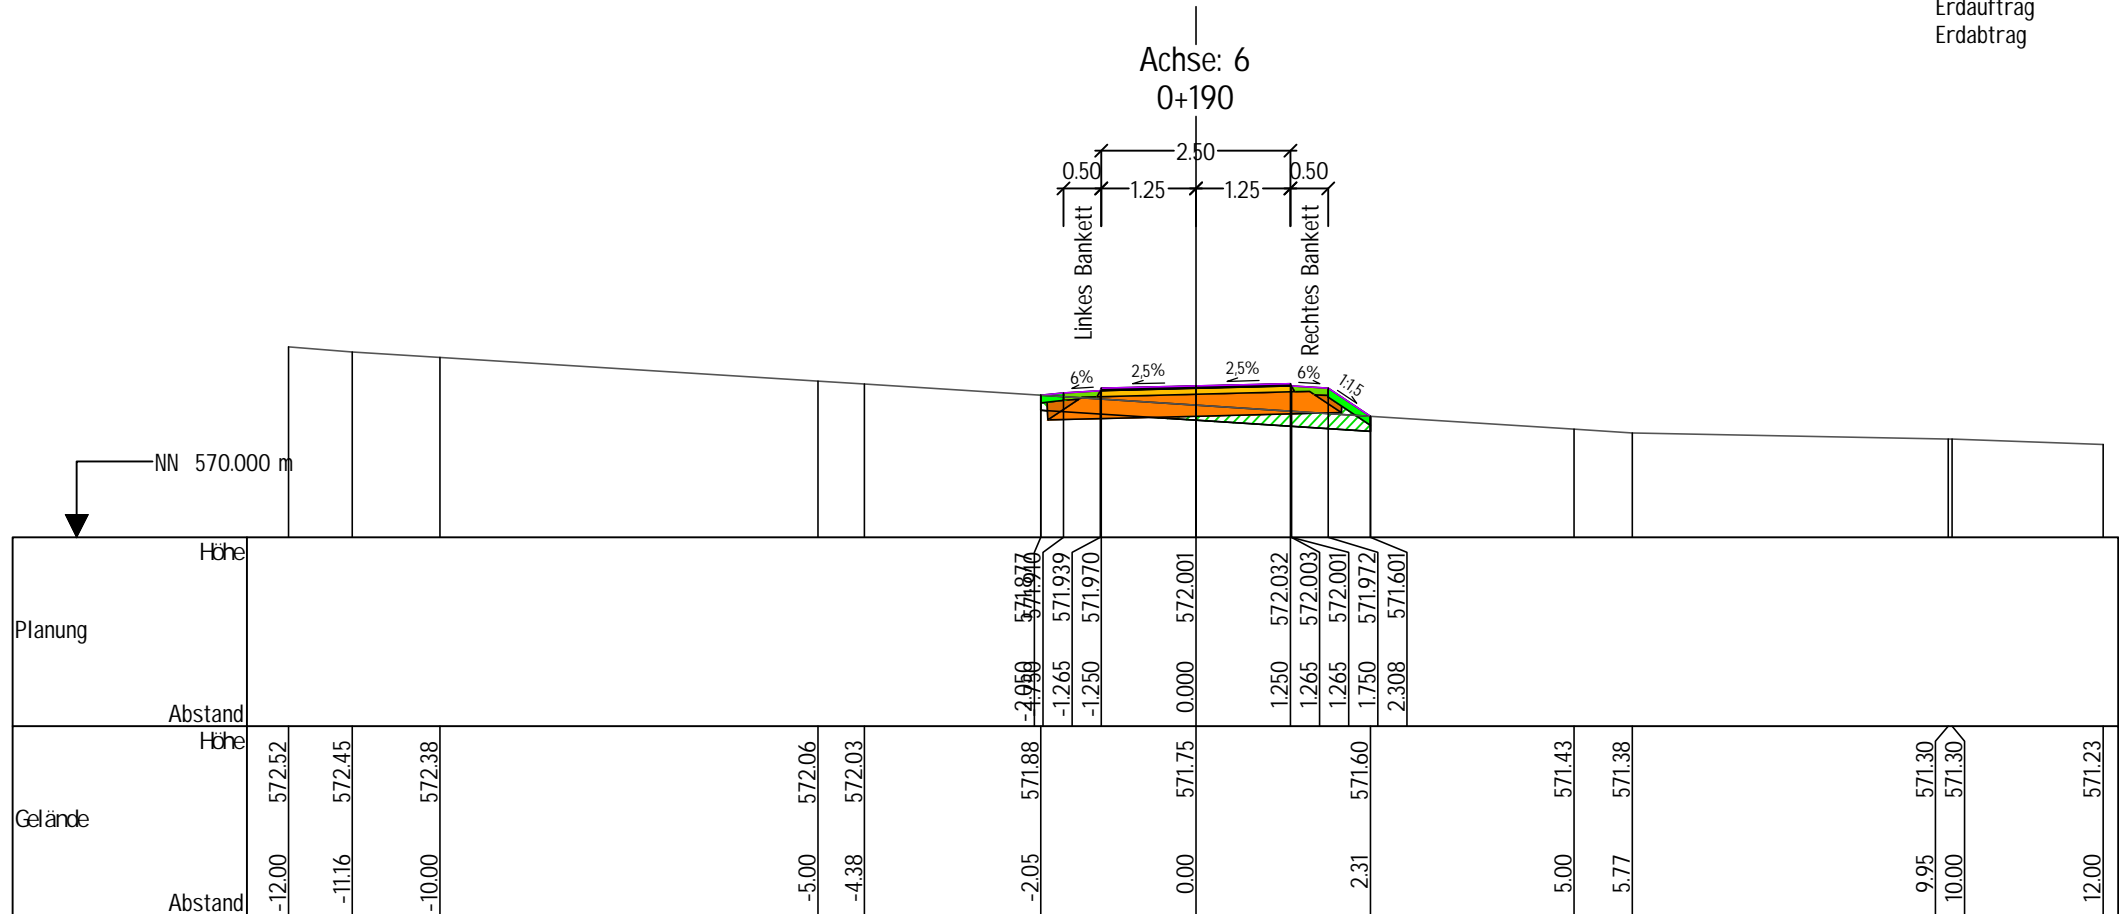 Erdauftrag
Erdabtrag
Achse: 6
0+190
2.50
0.50 0.50
1.25 1.25
Linkes Bankett
Rechtes Bankett
6% 2,5% 2,5% 6% 1:1,5
NN 570.000 m
Höhe
571.877 571.910 571.939 571.970 572.001 572.032 572.003 572.001 571.972 571.601
Planung
-2.050 -1.750 -1.265 -1.250 0.000 1.250 1.265 1.265 1.750 2.308
Abstand
Höhe
572.52 572.45 572.38 572.06 572.03 571.88 571.75 571.60 571.43 571.38 571.30 571.30 571.23
Gelände
-12.00 -11.16 -10.00 -5.00 -4.38 -2.05 0.00 2.31 5.00 5.77 9.95 10.00 12.00
Abstand